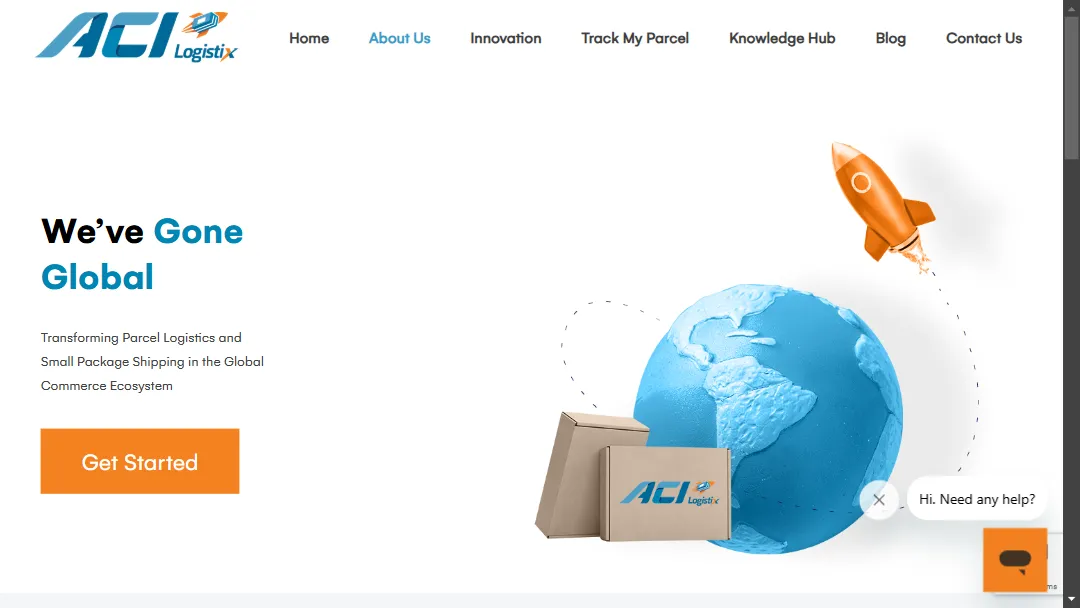 ACI Logistix
Home
About Us
Innovation
Track My Parcel
Knowledge Hub
Blog
Contact Us
We’ve Gone
Global
Transforming Parcel Logistics and
Small Package Shipping in the Global
Commerce Ecosystem
Get Started
ACI Logistix
Hi. Need any help?